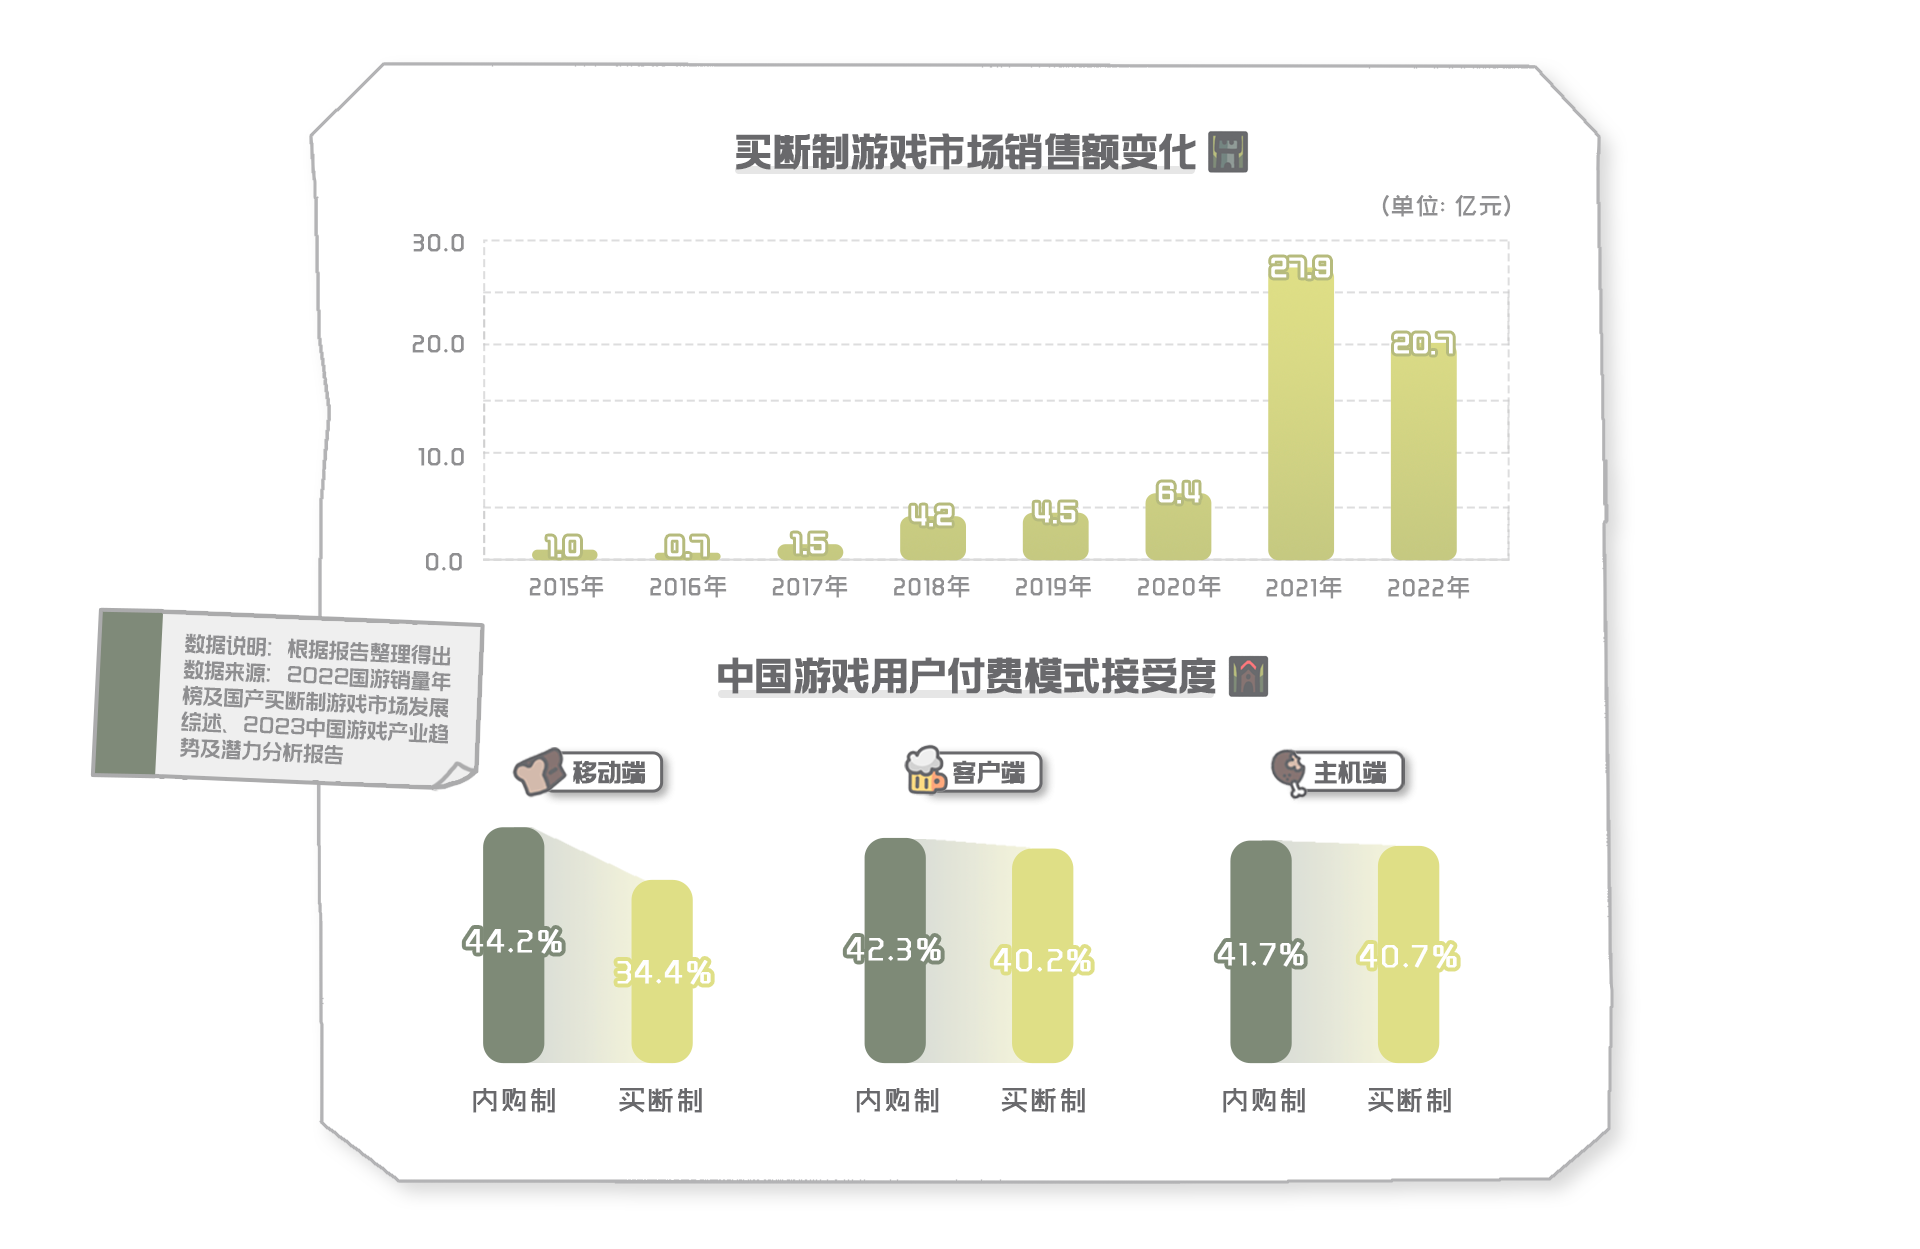 买断制游戏市场销售额变化
(单位: 亿元)
30.0
20.0
10.0
0.0
1.0
0.7
1.5
4.2
4.5
6.4
27.9
20.7
2015年
2016年
2017年
2018年
2019年
2020年
2021年
2022年
数据说明: 根据报告整理得出
数据来源: 2022国游销量年
榜及国产买断制游戏市场发展
综述、2023中国游戏产业趋
势及潜力分析报告
中国游戏用户付费模式接受度
移动端
客户端
主机端
44.2%
34.4%
42.3%
40.2%
41.7%
40.7%
内购制
买断制
内购制
买断制
内购制
买断制